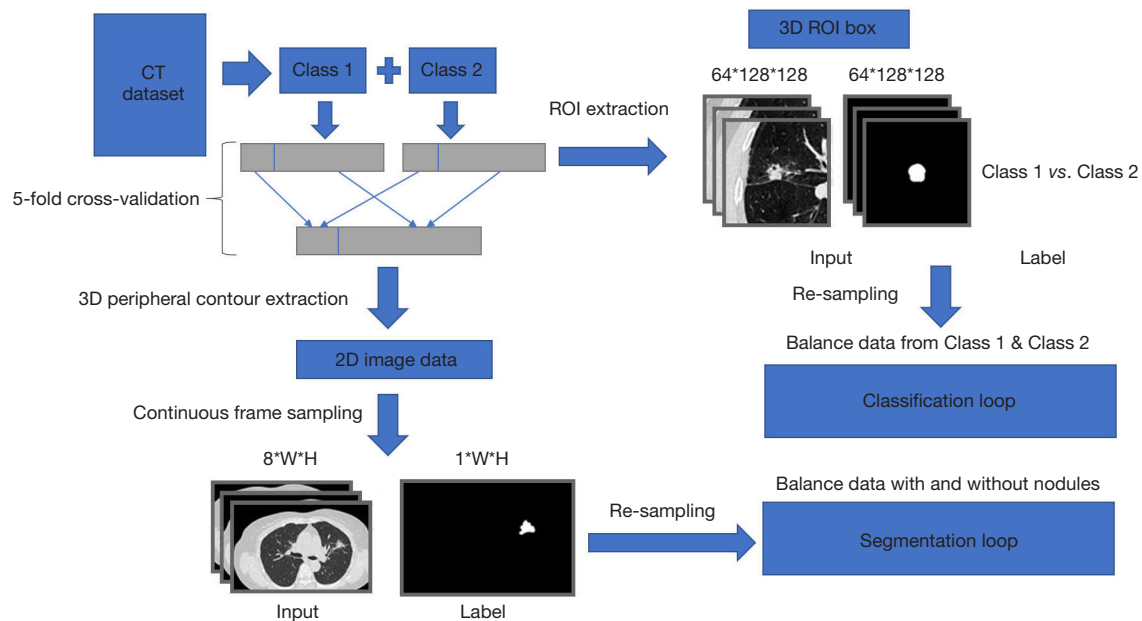 CT
dataset
Class 1
Class 2
5-fold cross-validation
3D peripheral contour extraction
2D image data
Continuous frame sampling
8*W*H
1*W*H
Input
Label
ROI extraction
3D ROI box
64*128*128
64*128*128
Class 1 vs. Class 2
Input
Label
Re-sampling
Balance data from Class 1 & Class 2
Classification loop
Re-sampling
Balance data with and without nodules
Segmentation loop